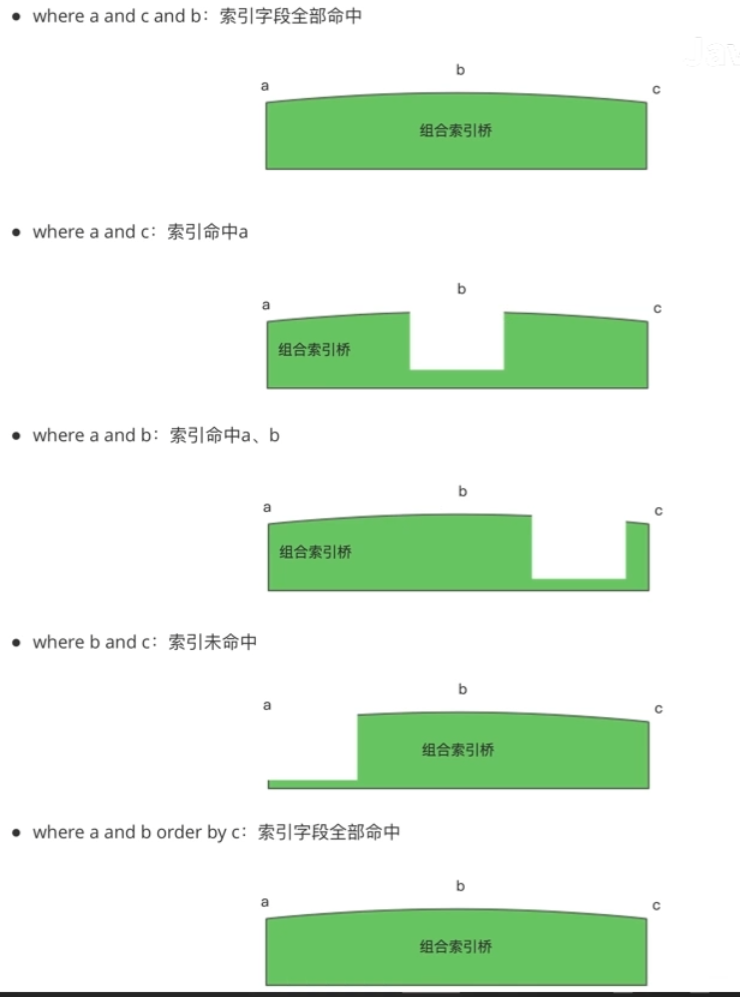 ● where a and c and b：索引字段全部命中
b
a
c
组合索引桥
● where a and c：索引命中a
b
a
c
组合索引桥
● where a and b：索引命中a、b
b
a
c
组合索引桥
● where b and c：索引未命中
b
a
c
组合索引桥
● where a and b order by c：索引字段全部命中
b
a
c
组合索引桥